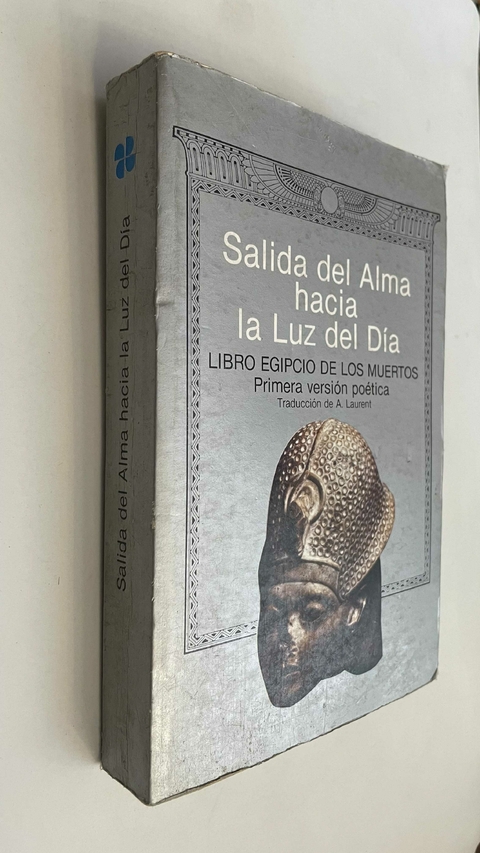 Salida del Alma hacia la Luz del Día
Salida del Alma
hacia
la Luz del Día
LIBRO EGIPCIO DE LOS MUERTOS
Primera versión poética
Traducción de A. Laurent